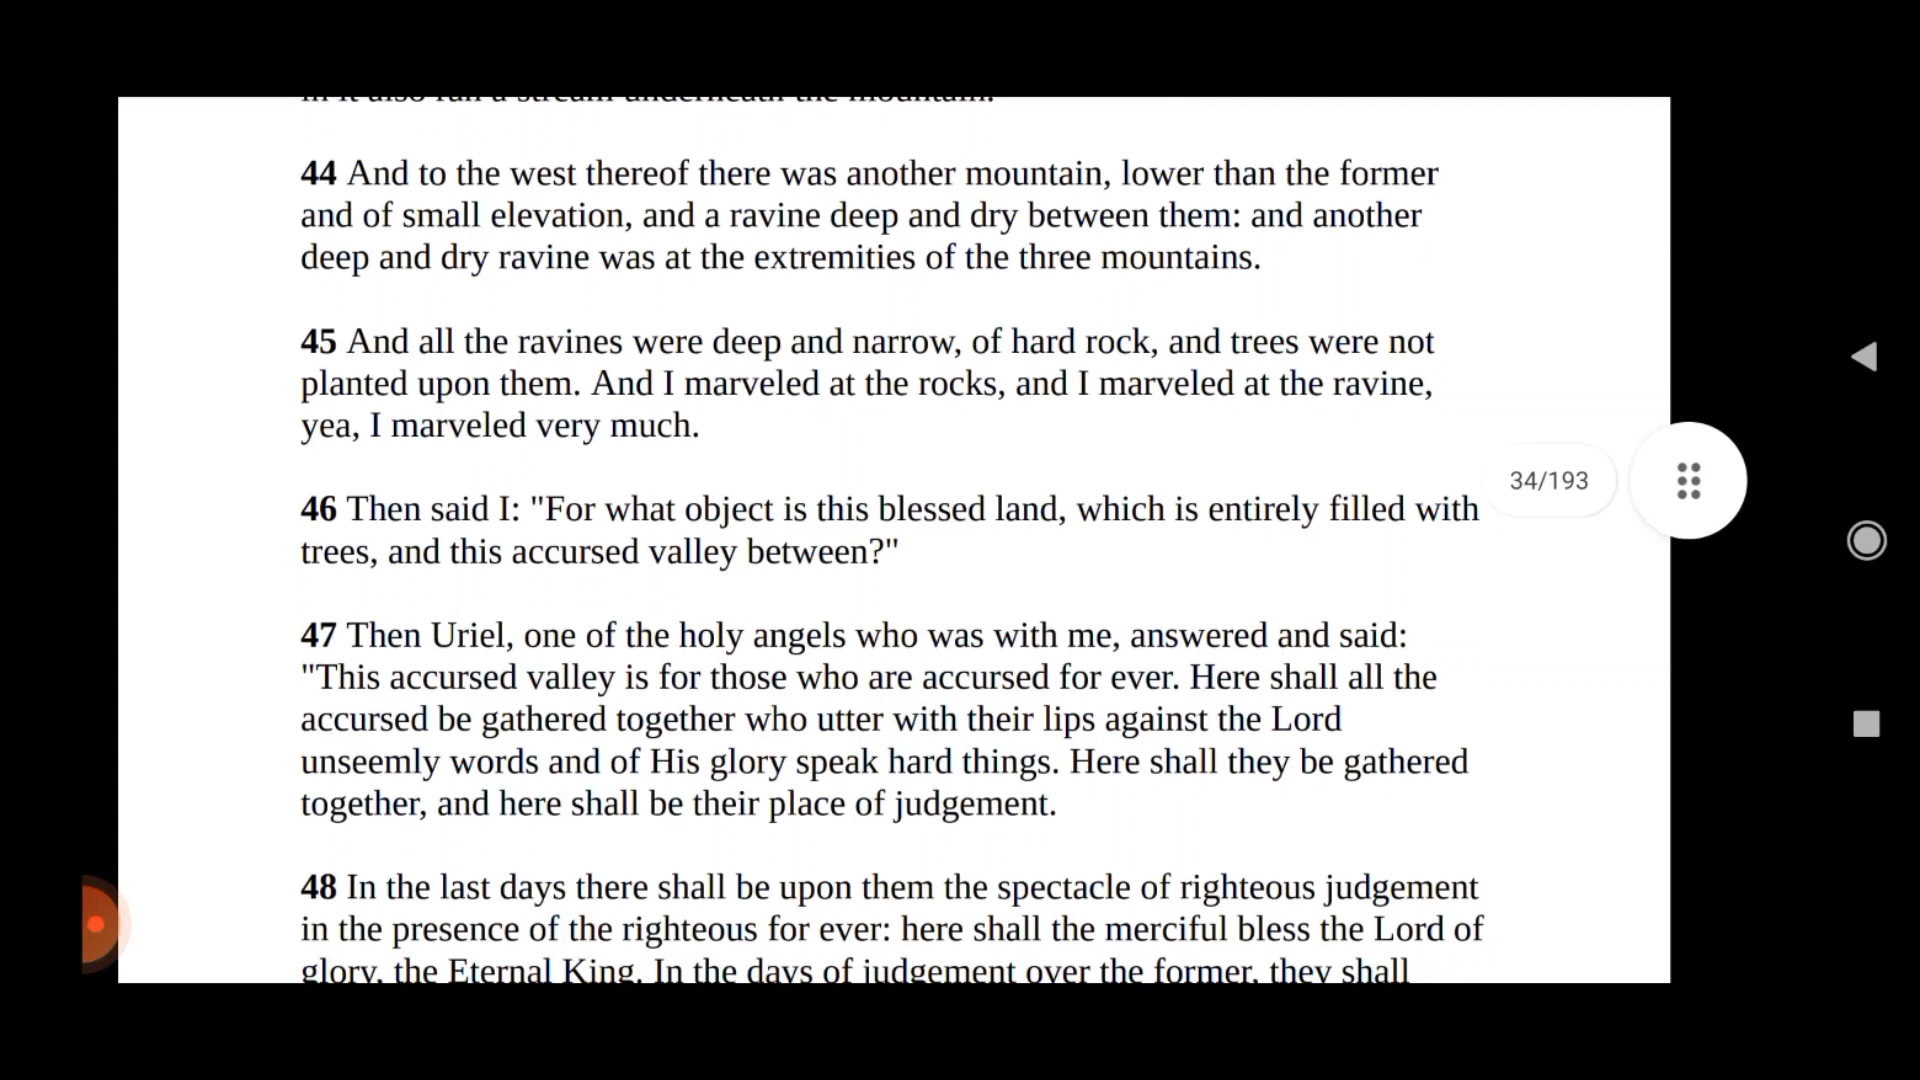 in it also ran a stream underneath the mountain.
44 And to the west thereof there was another mountain, lower than the former
and of small elevation, and a ravine deep and dry between them: and another
deep and dry ravine was at the extremities of the three mountains.
45 And all the ravines were deep and narrow, of hard rock, and trees were not
planted upon them. And I marveled at the rocks, and I marveled at the ravine,
yea, I marveled very much.
46 Then said I: "For what object is this blessed land, which is entirely filled with
trees, and this accursed valley between?"
34/193
47 Then Uriel, one of the holy angels who was with me, answered and said:
"This accursed valley is for those who are accursed for ever. Here shall all the
accursed be gathered together who utter with their lips against the Lord
unseemly words and of His glory speak hard things. Here shall they be gathered
together, and here shall be their place of judgement.
48 In the last days there shall be upon them the spectacle of righteous judgement
in the presence of the righteous for ever: here shall the merciful bless the Lord of
glory, the Eternal King. In the days of judgement over the former, they shall